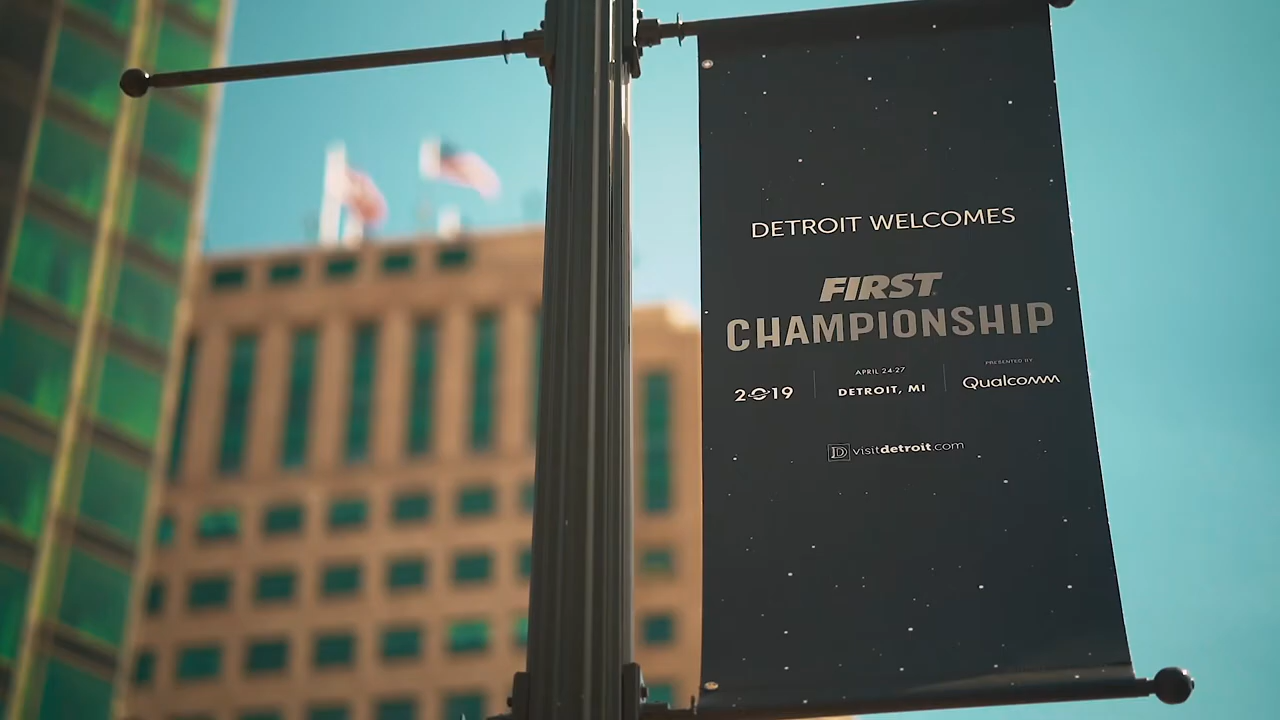 DETROIT WELCOMES
FIRST
CHAMPIONSHIP
2019
APRIL 24-27
DETROIT, MI
PRESENTED BY
Qualcomm
D visitdetroit.com